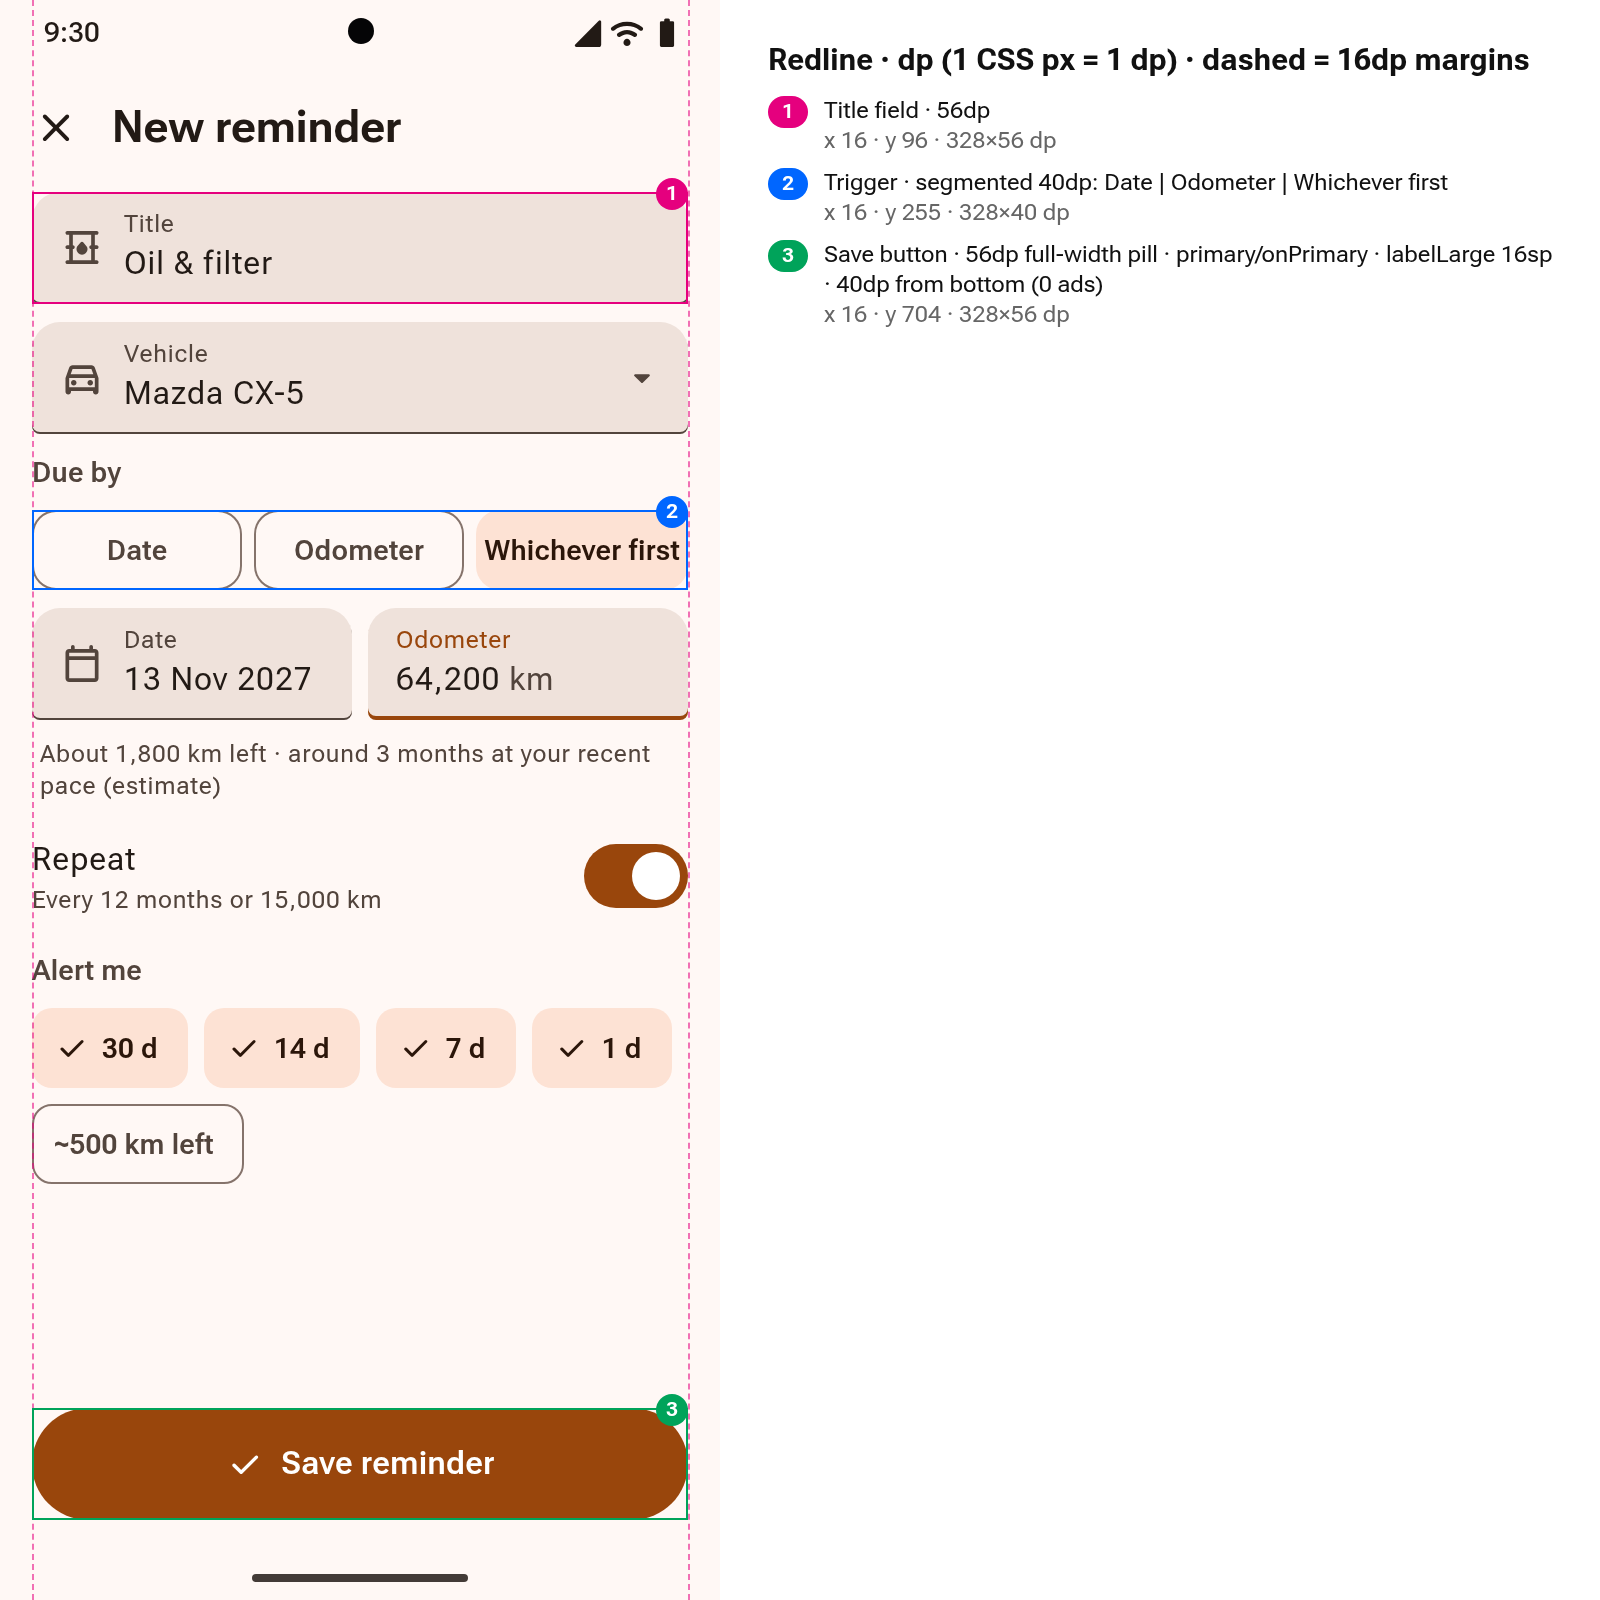 9:30
New reminder
1
Title
Oil & filter
Vehicle
Mazda CX-5
Due by
2
Date
Odometer
Whichever first
Date
13 Nov 2027
Odometer
64,200 km
About 1,800 km left · around 3 months at your recent
pace (estimate)
Repeat
Every 12 months or 15,000 km
Alert me
30 d
14 d
7 d
1 d
~500 km left
3
Save reminder
Redline · dp (1 CSS px = 1 dp) · dashed = 16dp margins
1 Title field · 56dp
x 16 · y 96 · 328×56 dp
2 Trigger · segmented 40dp: Date | Odometer | Whichever first
x 16 · y 255 · 328×40 dp
3 Save button · 56dp full-width pill · primary/onPrimary · labelLarge 16sp
· 40dp from bottom (0 ads)
x 16 · y 704 · 328×56 dp